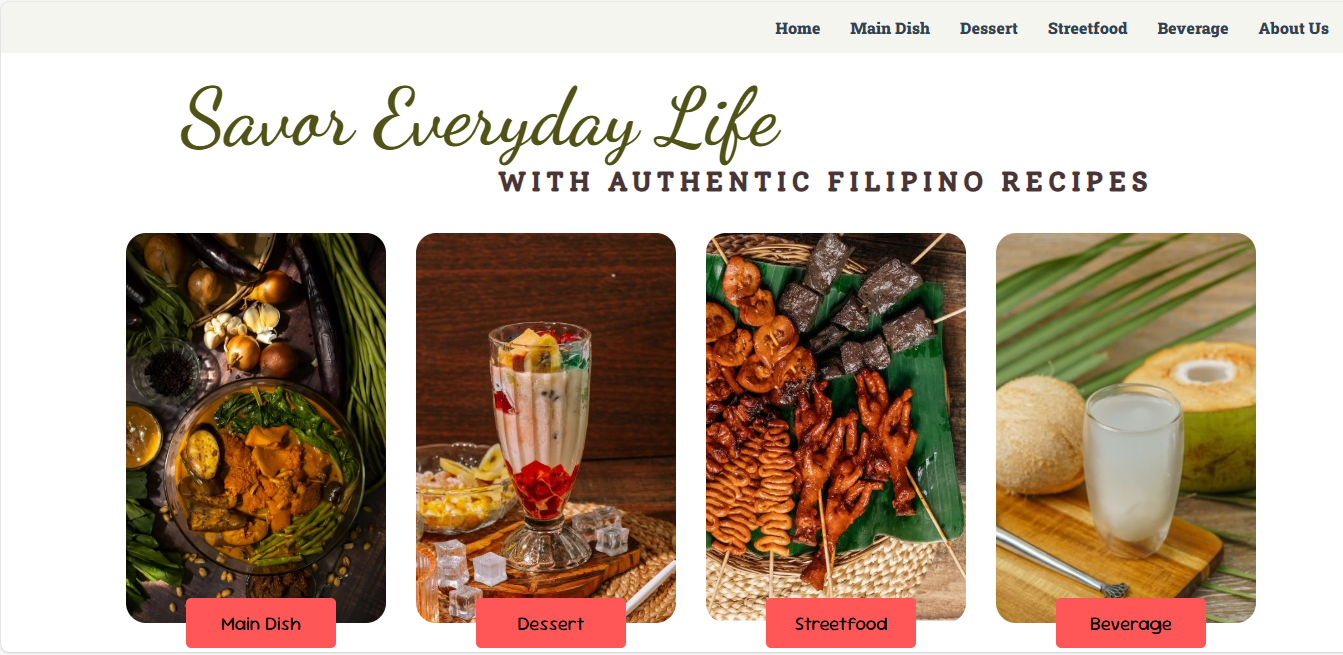 Home Main Dish Dessert Streetfood Beverage About Us
Savor Everyday Life
WITH AUTHENTIC FILIPINO RECIPES
Main Dish
Dessert
Streetfood
Beverage